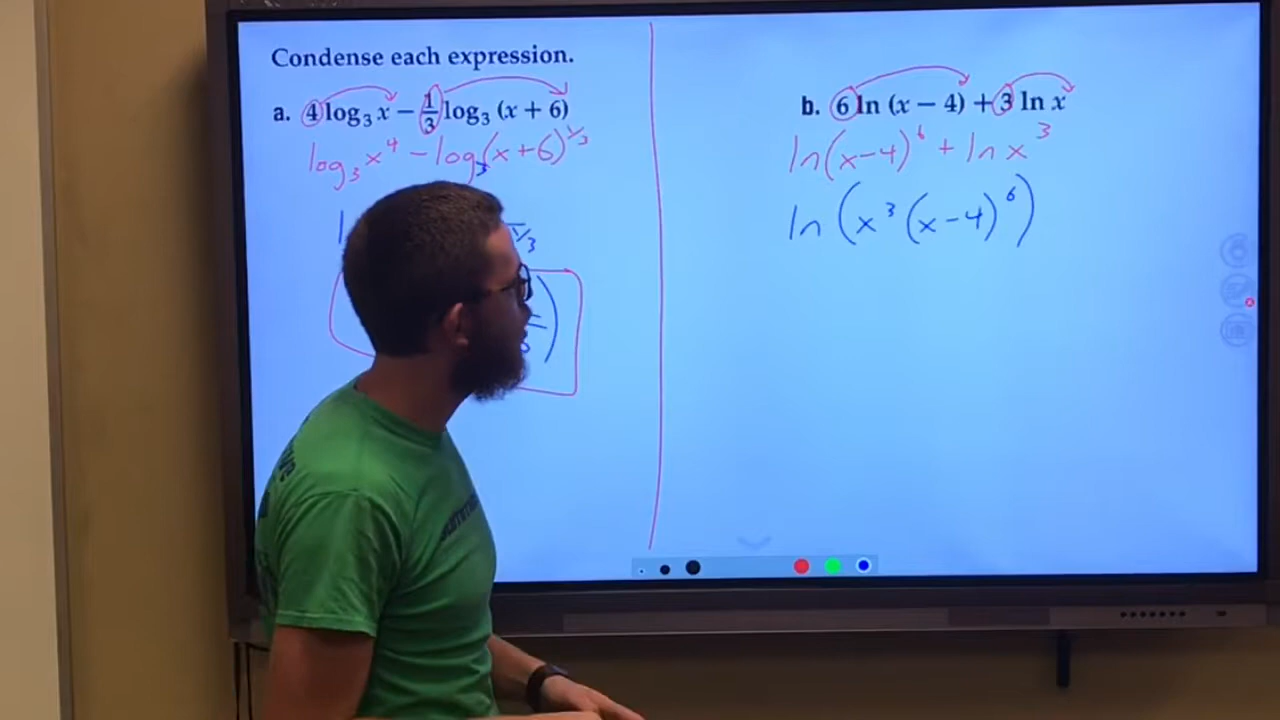 Condense each expression.
a. 4 log₃ x − 1/3 log₃ (x + 6)
log₃ x⁴ − log₃(x+6)^(1/3)
1/3
b. 6 ln (x − 4) + 3 ln x
ln(x−4)⁶ + ln x³
ln(x³(x−4)⁶)